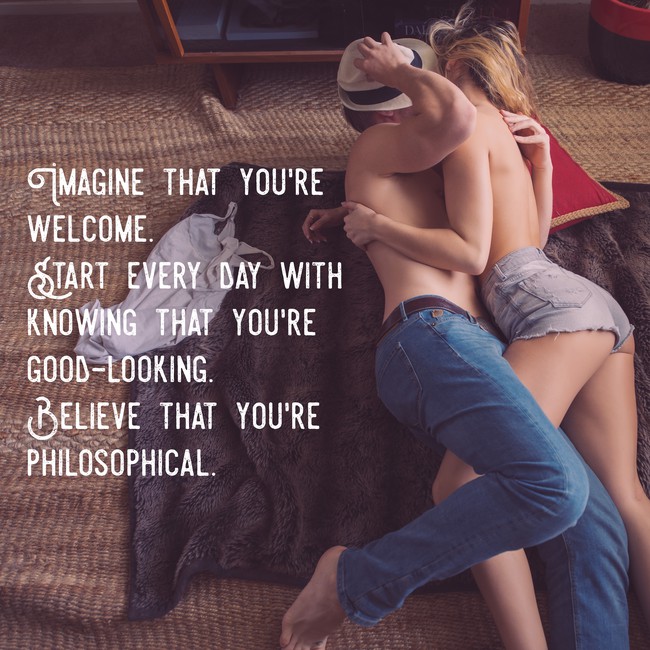 Imagine that you're
welcome.
Start every day with
knowing that you're
good-looking.
Believe that you're
philosophical.